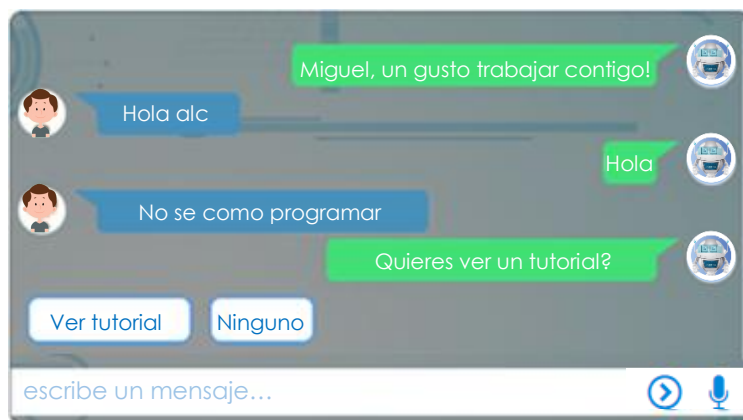 Miguel, un gusto trabajar contigo!
Hola alc
Hola
No se como programar
Quieres ver un tutorial?
Ver tutorial
Ninguno
escribe un mensaje...